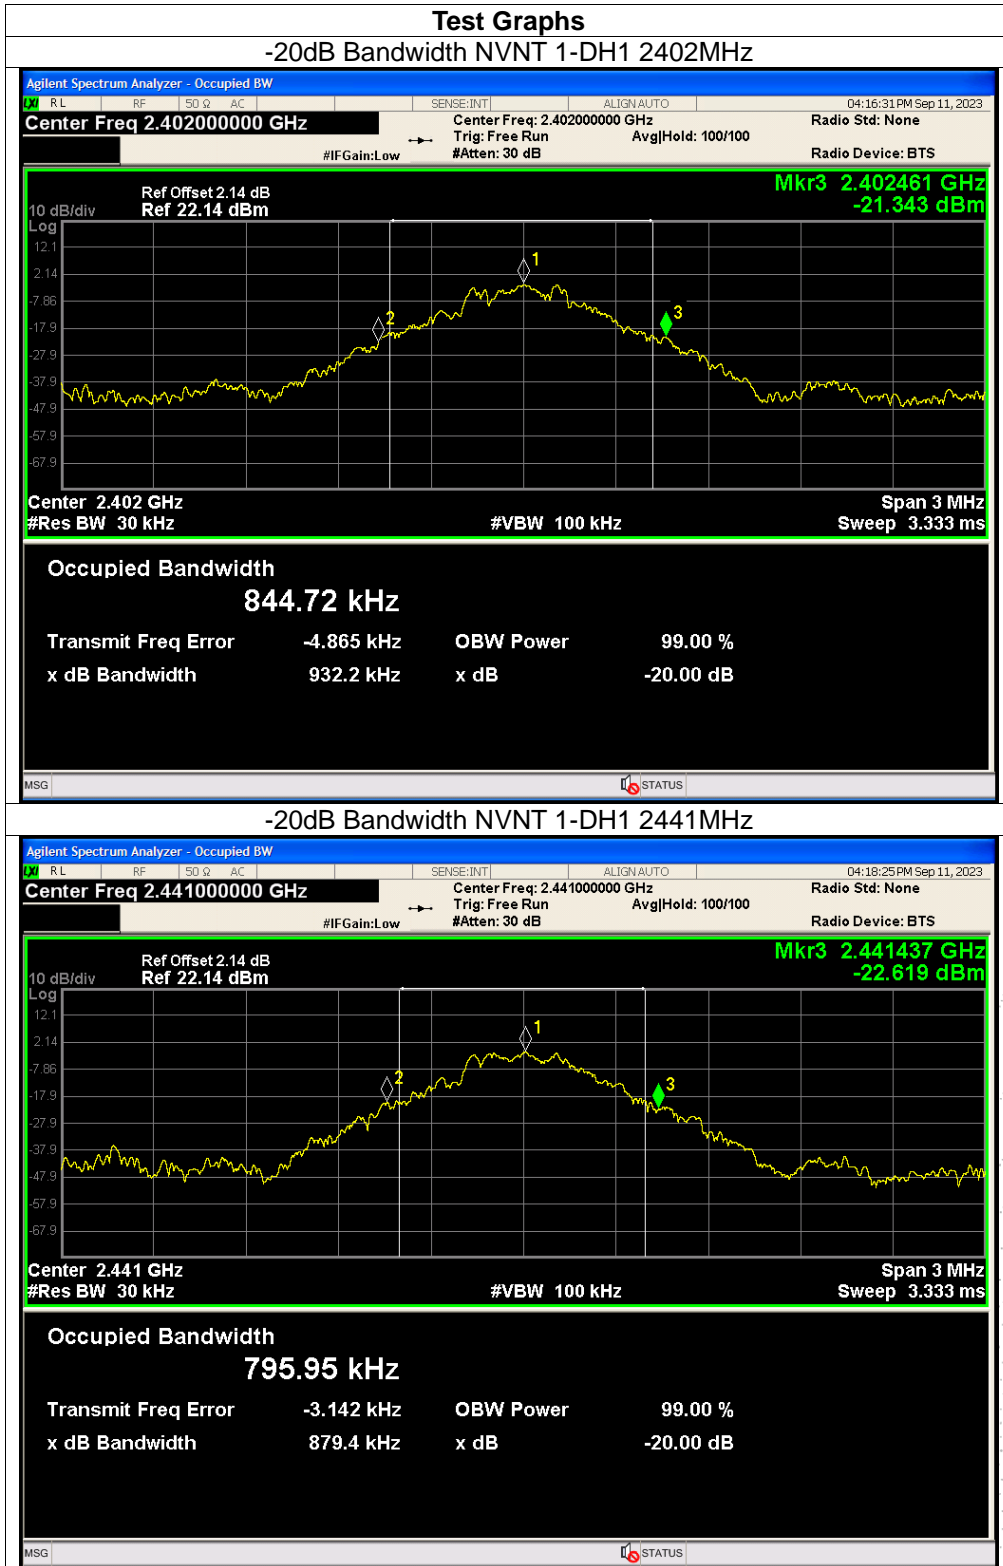 Test Graphs
-20dB Bandwidth NVNT 1-DH1 2402MHz
Agilent Spectrum Analyzer - Occupied BW
LXI RL RF 50 Ω AC SENSE:INT ALIGN AUTO 04:16:31 PM Sep 11, 2023
Center Freq 2.402000000 GHz Center Freq: 2.402000000 GHz Radio Std: None
Trig: Free Run Avg|Hold: 100/100
#IFGain:Low #Atten: 30 dB Radio Device: BTS
Mkr3 2.402461 GHz
Ref Offset 2.14 dB
10 dB/div Ref 22.14 dBm -21.343 dBm
Log
12.1
2.14
-7.86
-17.9
-27.9
-37.9
-47.9
-57.9
-67.9
1
2
3
Center 2.402 GHz Span 3 MHz
#Res BW 30 kHz #VBW 100 kHz Sweep 3.333 ms
Occupied Bandwidth
844.72 kHz
Transmit Freq Error -4.865 kHz OBW Power 99.00 %
x dB Bandwidth 932.2 kHz x dB -20.00 dB
MSG STATUS
-20dB Bandwidth NVNT 1-DH1 2441MHz
Agilent Spectrum Analyzer - Occupied BW
LXI RL RF 50 Ω AC SENSE:INT ALIGN AUTO 04:18:25 PM Sep 11, 2023
Center Freq 2.441000000 GHz Center Freq: 2.441000000 GHz Radio Std: None
Trig: Free Run Avg|Hold: 100/100
#IFGain:Low #Atten: 30 dB Radio Device: BTS
Mkr3 2.441437 GHz
Ref Offset 2.14 dB
10 dB/div Ref 22.14 dBm -22.619 dBm
Log
12.1
2.14
-7.86
-17.9
-27.9
-37.9
-47.9
-57.9
-67.9
1
2
3
Center 2.441 GHz Span 3 MHz
#Res BW 30 kHz #VBW 100 kHz Sweep 3.333 ms
Occupied Bandwidth
795.95 kHz
Transmit Freq Error -3.142 kHz OBW Power 99.00 %
x dB Bandwidth 879.4 kHz x dB -20.00 dB
MSG STATUS